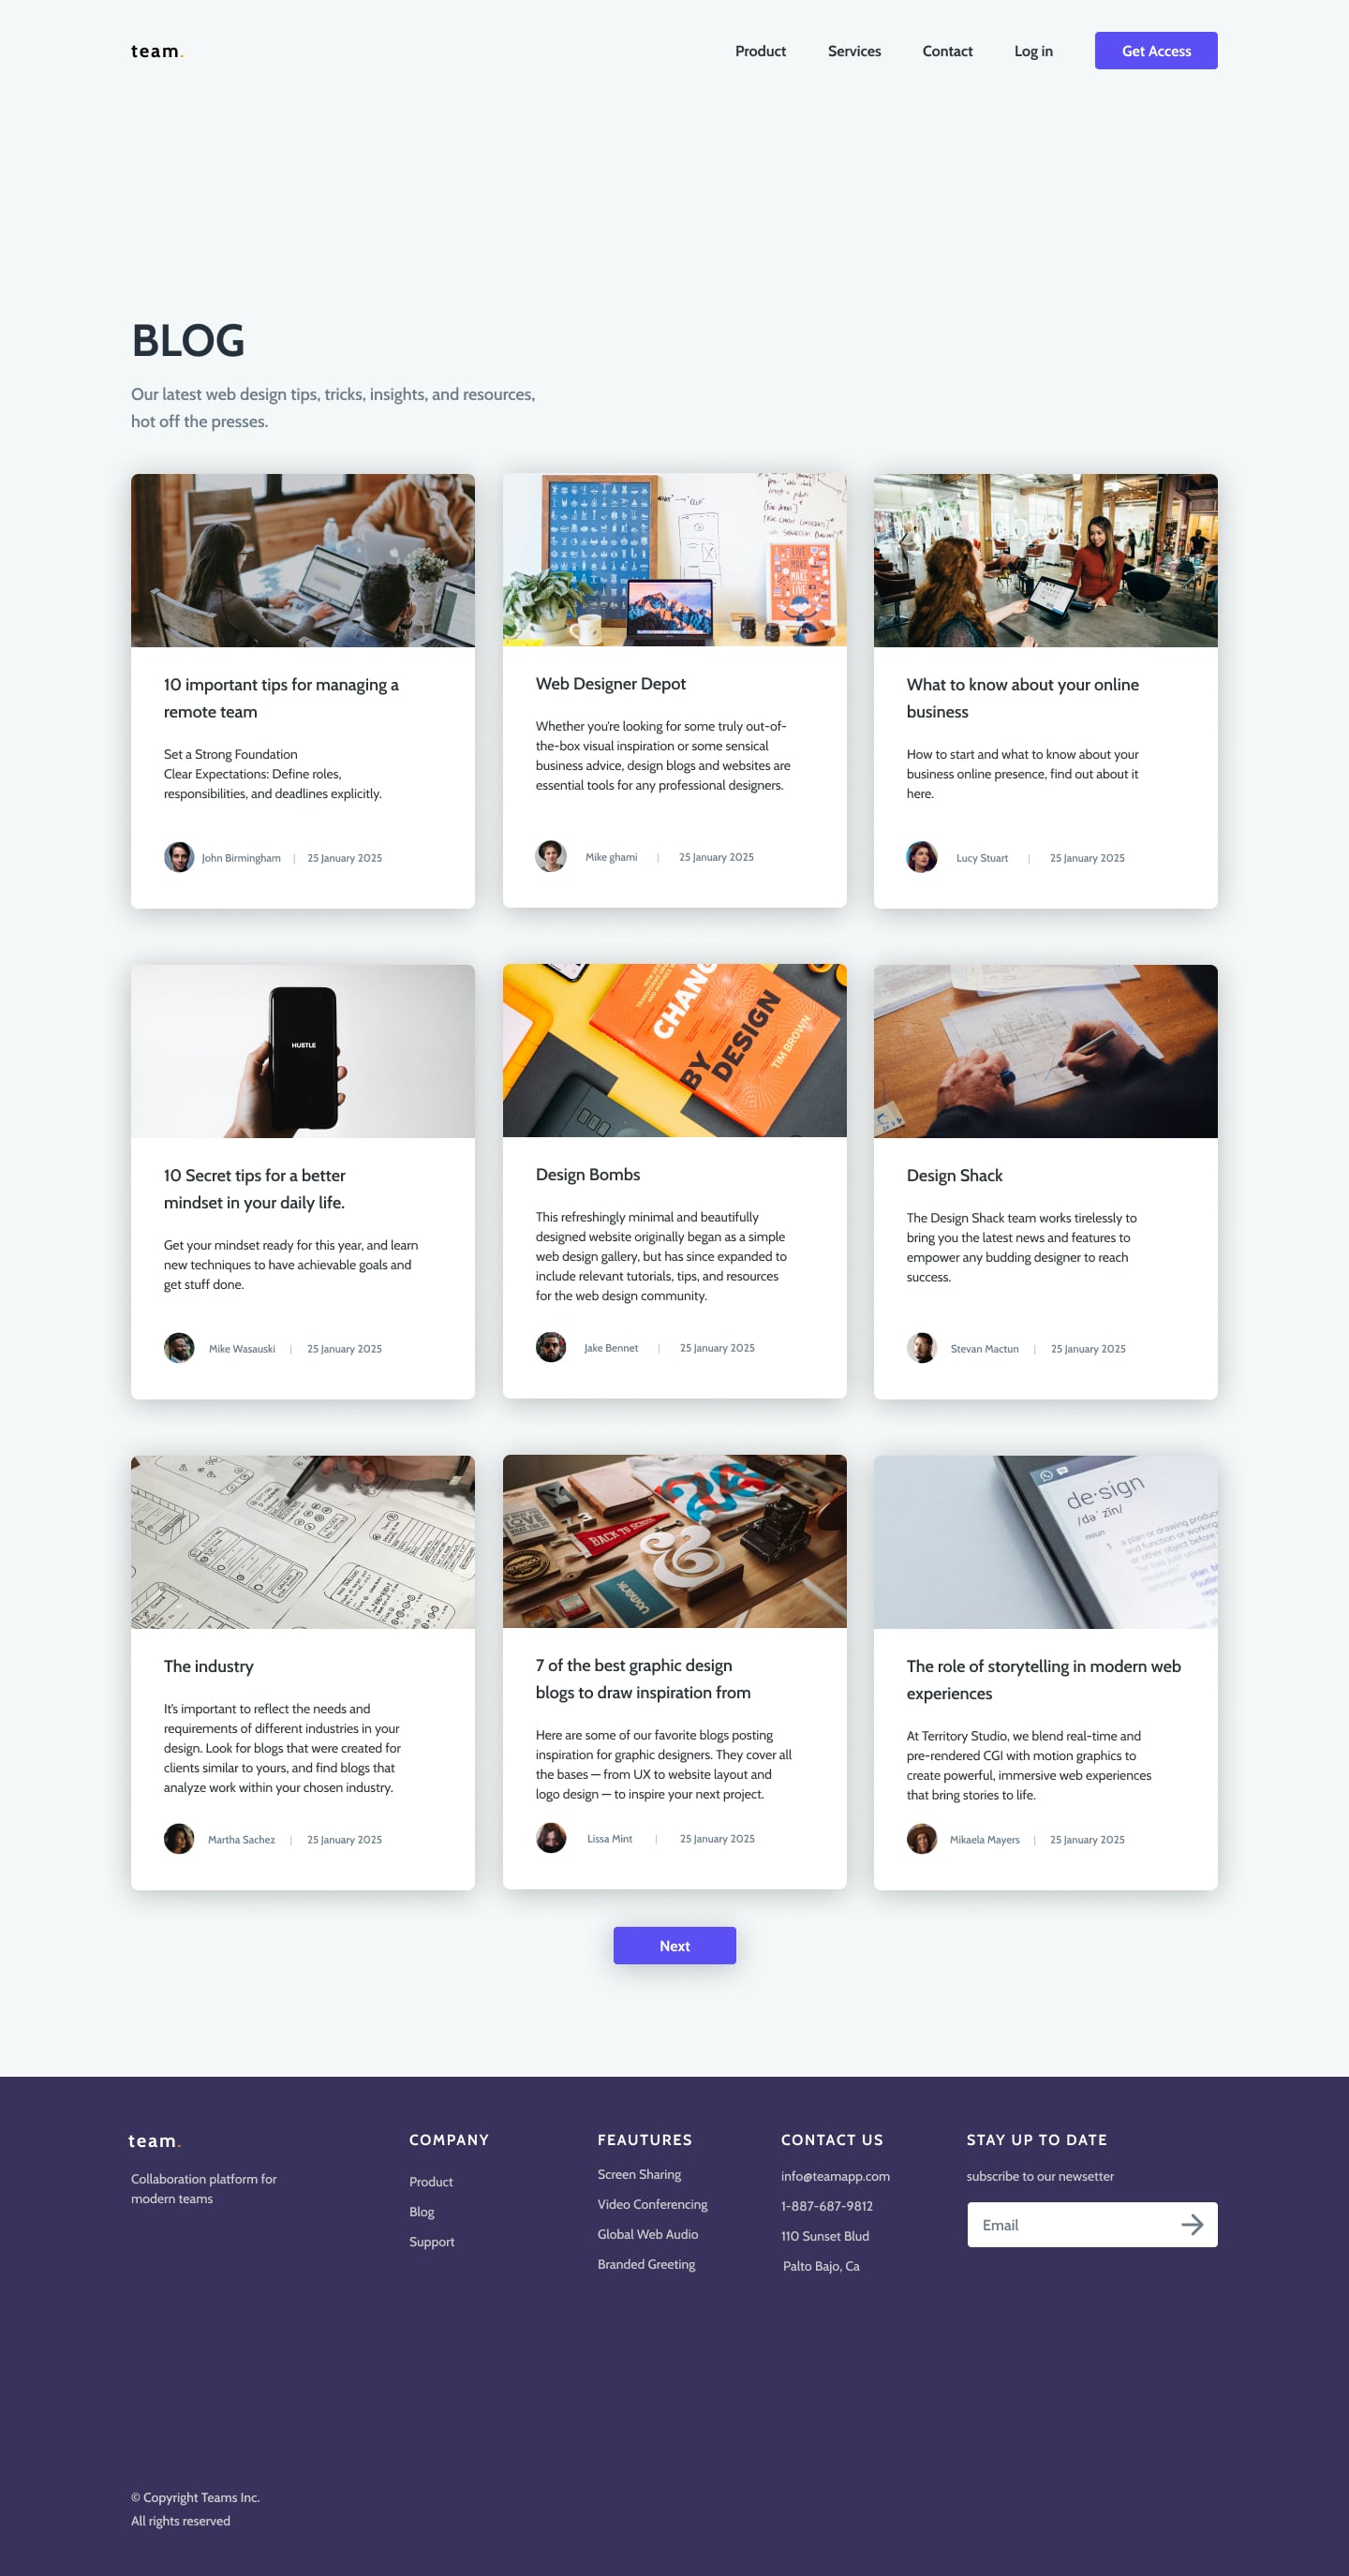 team.
Product Services Contact Log in Get Access
BLOG
Our latest web design tips, tricks, insights, and resources,
hot off the presses.
10 important tips for managing a
remote team
Set a Strong Foundation
Clear Expectations: Define roles,
responsibilities, and deadlines explicitly.
John Birmingham | 25 January 2025
LIVE
MAKE
LIVE
Web Designer Depot
Whether you're looking for some truly out-of-
the-box visual inspiration or some sensical
business advice, design blogs and websites are
essential tools for any professional designers.
Mike ghami | 25 January 2025
What to know about your online
business
How to start and what to know about your
business online presence, find out about it
here.
Lucy Stuart | 25 January 2025
HUSTLE
10 Secret tips for a better
mindset in your daily life.
Get your mindset ready for this year, and learn
new techniques to have achievable goals and
get stuff done.
Mike Wasauski | 25 January 2025
CHANG
BY
DESIGN
TIM BROWN
Design Bombs
This refreshingly minimal and beautifully
designed website originally began as a simple
web design gallery, but has since expanded to
include relevant tutorials, tips, and resources
for the web design community.
Jake Bennet | 25 January 2025
Design Shack
The Design Shack team works tirelessly to
bring you the latest news and features to
empower any budding designer to reach
success.
Stevan Mactun | 25 January 2025
The industry
It's important to reflect the needs and
requirements of different industries in your
design. Look for blogs that were created for
clients similar to yours, and find blogs that
analyze work within your chosen industry.
Martha Sachez | 25 January 2025
BACK TO SCHOOL
&
7 of the best graphic design
blogs to draw inspiration from
Here are some of our favorite blogs posting
inspiration for graphic designers. They cover all
the bases — from UX to website layout and
logo design — to inspire your next project.
Lissa Mint | 25 January 2025
de·sign
/də ˈzīn/
noun
1. a plan or drawing produc
and function or working
or other object before
The role of storytelling in modern web
experiences
At Territory Studio, we blend real-time and
pre-rendered CGI with motion graphics to
create powerful, immersive web experiences
that bring stories to life.
Mikaela Mayers | 25 January 2025
Next
team.
Collaboration platform for
modern teams
COMPANY
Product
Blog
Support
FEAUTURES
Screen Sharing
Video Conferencing
Global Web Audio
Branded Greeting
CONTACT US
info@teamapp.com
1-887-687-9812
110 Sunset Blud
Palto Bajo, Ca
STAY UP TO DATE
subscribe to our newsetter
Email
© Copyright Teams Inc.
All rights reserved